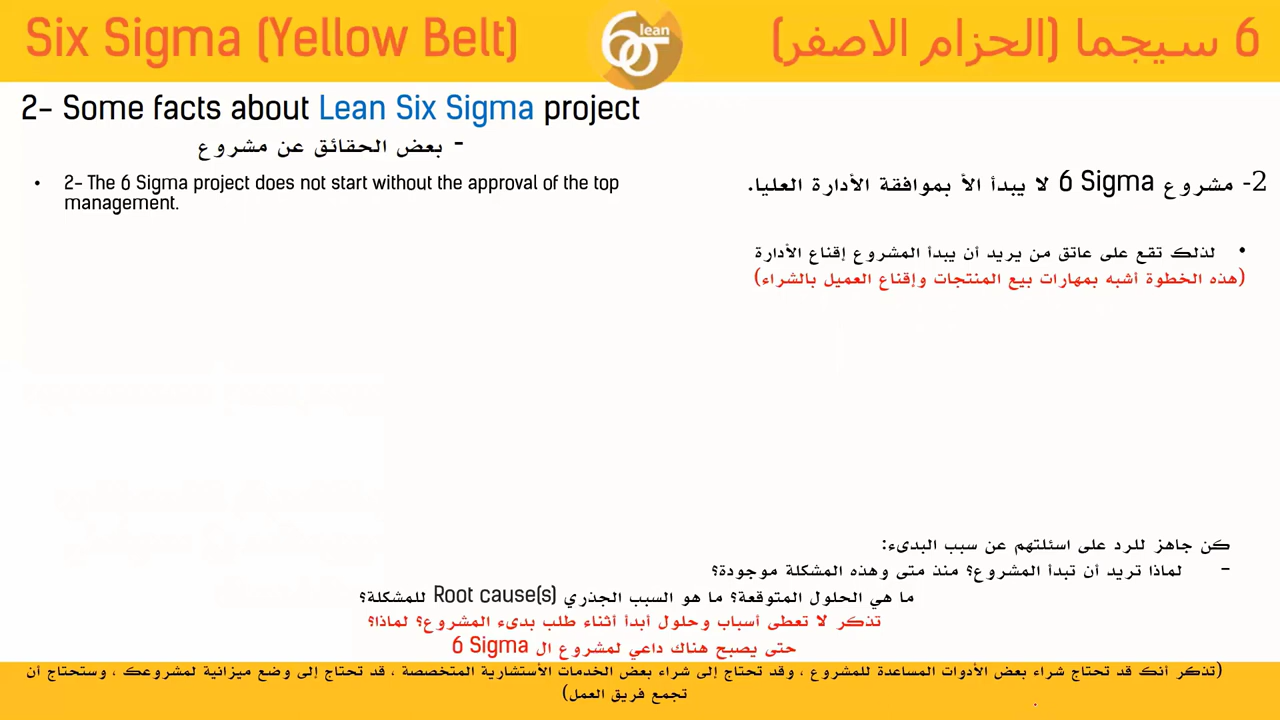 Six Sigma (Yellow Belt)
lean
6σ
6 سيجما (الحزام الاصفر)
2- Some facts about Lean Six Sigma project
- بعض الحقائق عن مشروع
• 2- The 6 Sigma project does not start without the approval of the top
management.
2- مشروع 6 Sigma لا يبدأ الأ بموافقة الأدارة العليا.
• لذلك تقع على عاتق من يريد أن يبدأ المشروع إقناع الأدارة
(هذه الخطوة أشبه بمهارات بيع المنتجات وإقناع العميل بالشراء)
كن جاهز للرد على اسئلتهم عن سبب البدىء:
- لماذا تريد أن تبدأ المشروع؟ منذ متى وهذه المشكلة موجودة؟
ما هي الحلول المتوقعة؟ ما هو السبب الجذري Root cause(s) للمشكلة؟
تذكر لا تعطى أسباب وحلول أبدأ أثناء طلب بدىء المشروع؟ لماذا؟
حتى يصبح هناك داعي لمشروع ال 6 Sigma
(تذكر أنك قد تحتاج شراء بعض الأدوات المساعدة للمشروع ، وقد تحتاج إلى شراء بعض الخدمات الأستشارية المتخصصة ، قد تحتاج إلى وضع ميزانية لمشروعك ، وستحتاج أن
تجمع فريق العمل)